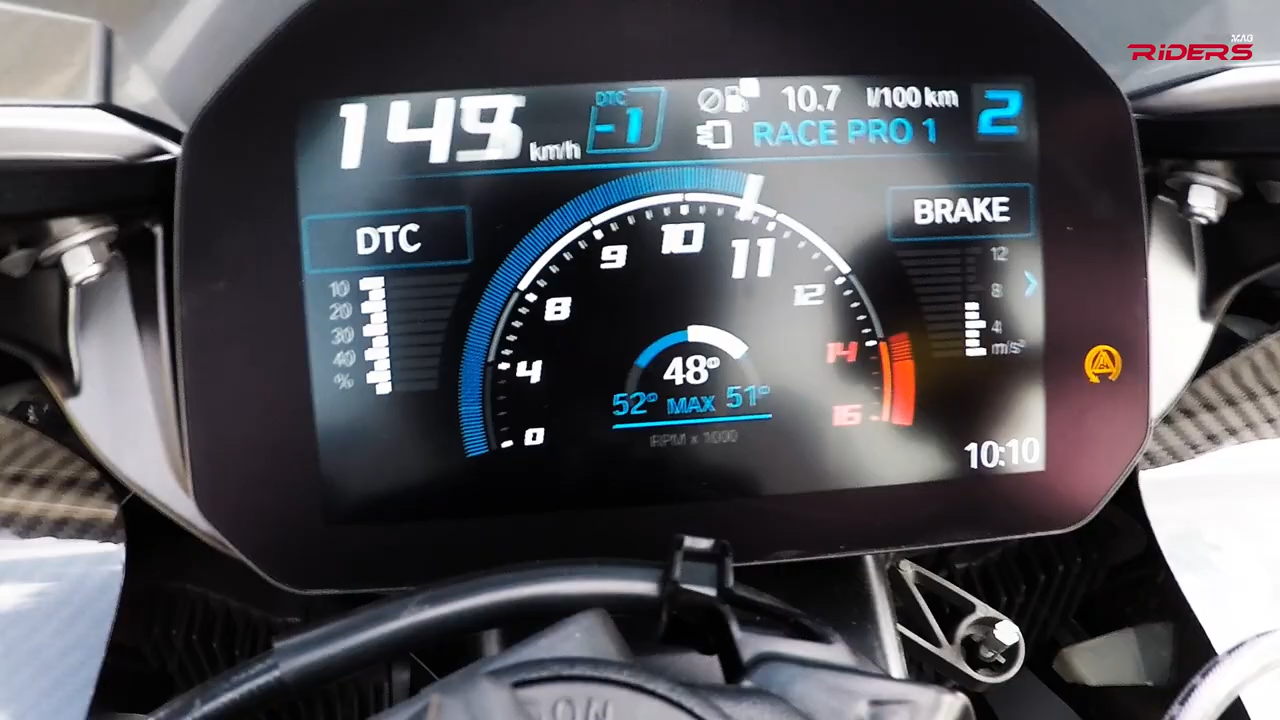 MAG
RIDERS
km/h
DTC
-1
10.7 l/100 km
RACE PRO 1
2
DTC
BRAKE
10
20
30
40
%
12
8
4
m/s²
0
4
8
9
10
11
12
14
16
48°
52° MAX 51°
RPM x 1000
10:10